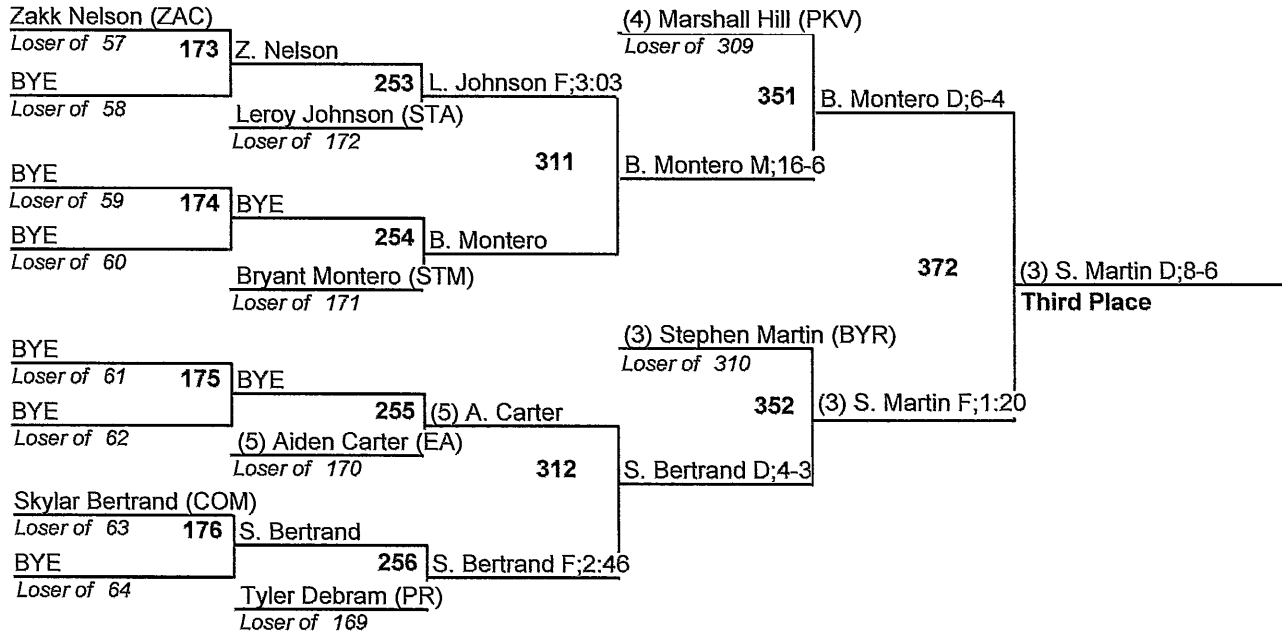 Zakk Nelson (ZAC)
Loser of 57
173
BYE
Loser of 58
Z. Nelson
253
Leroy Johnson (STA)
Loser of 172
L. Johnson F;3:03
311
BYE
Loser of 59
174
BYE
Loser of 60
BYE
254
Bryant Montero (STM)
Loser of 171
B. Montero
(4) Marshall Hill (PKV)
Loser of 309
351
B. Montero M;16-6
B. Montero D;6-4
372
(3) S. Martin D;8-6
Third Place
BYE
Loser of 61
175
BYE
Loser of 62
BYE
255
(5) Aiden Carter (EA)
Loser of 170
(5) A. Carter
312
Skylar Bertrand (COM)
Loser of 63
176
BYE
Loser of 64
S. Bertrand
256
Tyler Debram (PR)
Loser of 169
S. Bertrand F;2:46
(3) Stephen Martin (BYR)
Loser of 310
352
S. Bertrand D;4-3
(3) S. Martin F;1:20